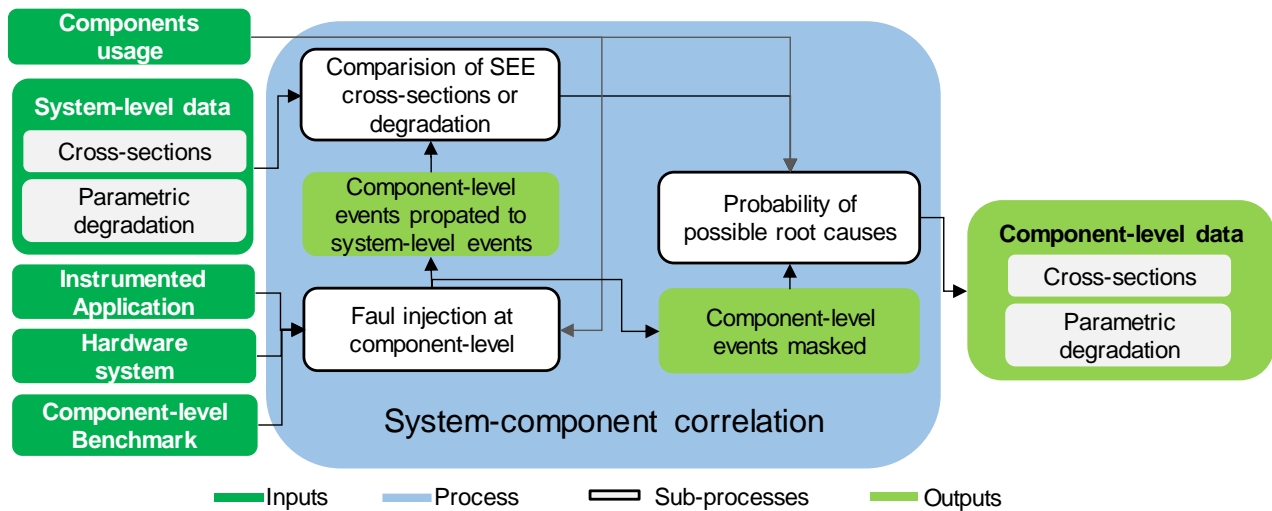 Components
usage
System-level data
Cross-sections
Parametric
degradation
Instrumented
Application
Hardware
system
Component-level
Benchmark
Comparision of SEE
cross-sections or
degradation
Component-level
events propated to
system-level events
Faul injection at
component-level
Probability of
possible root causes
Component-level
events masked
System-component correlation
Component-level data
Cross-sections
Parametric
degradation
Inputs
Process
Sub-processes
Outputs